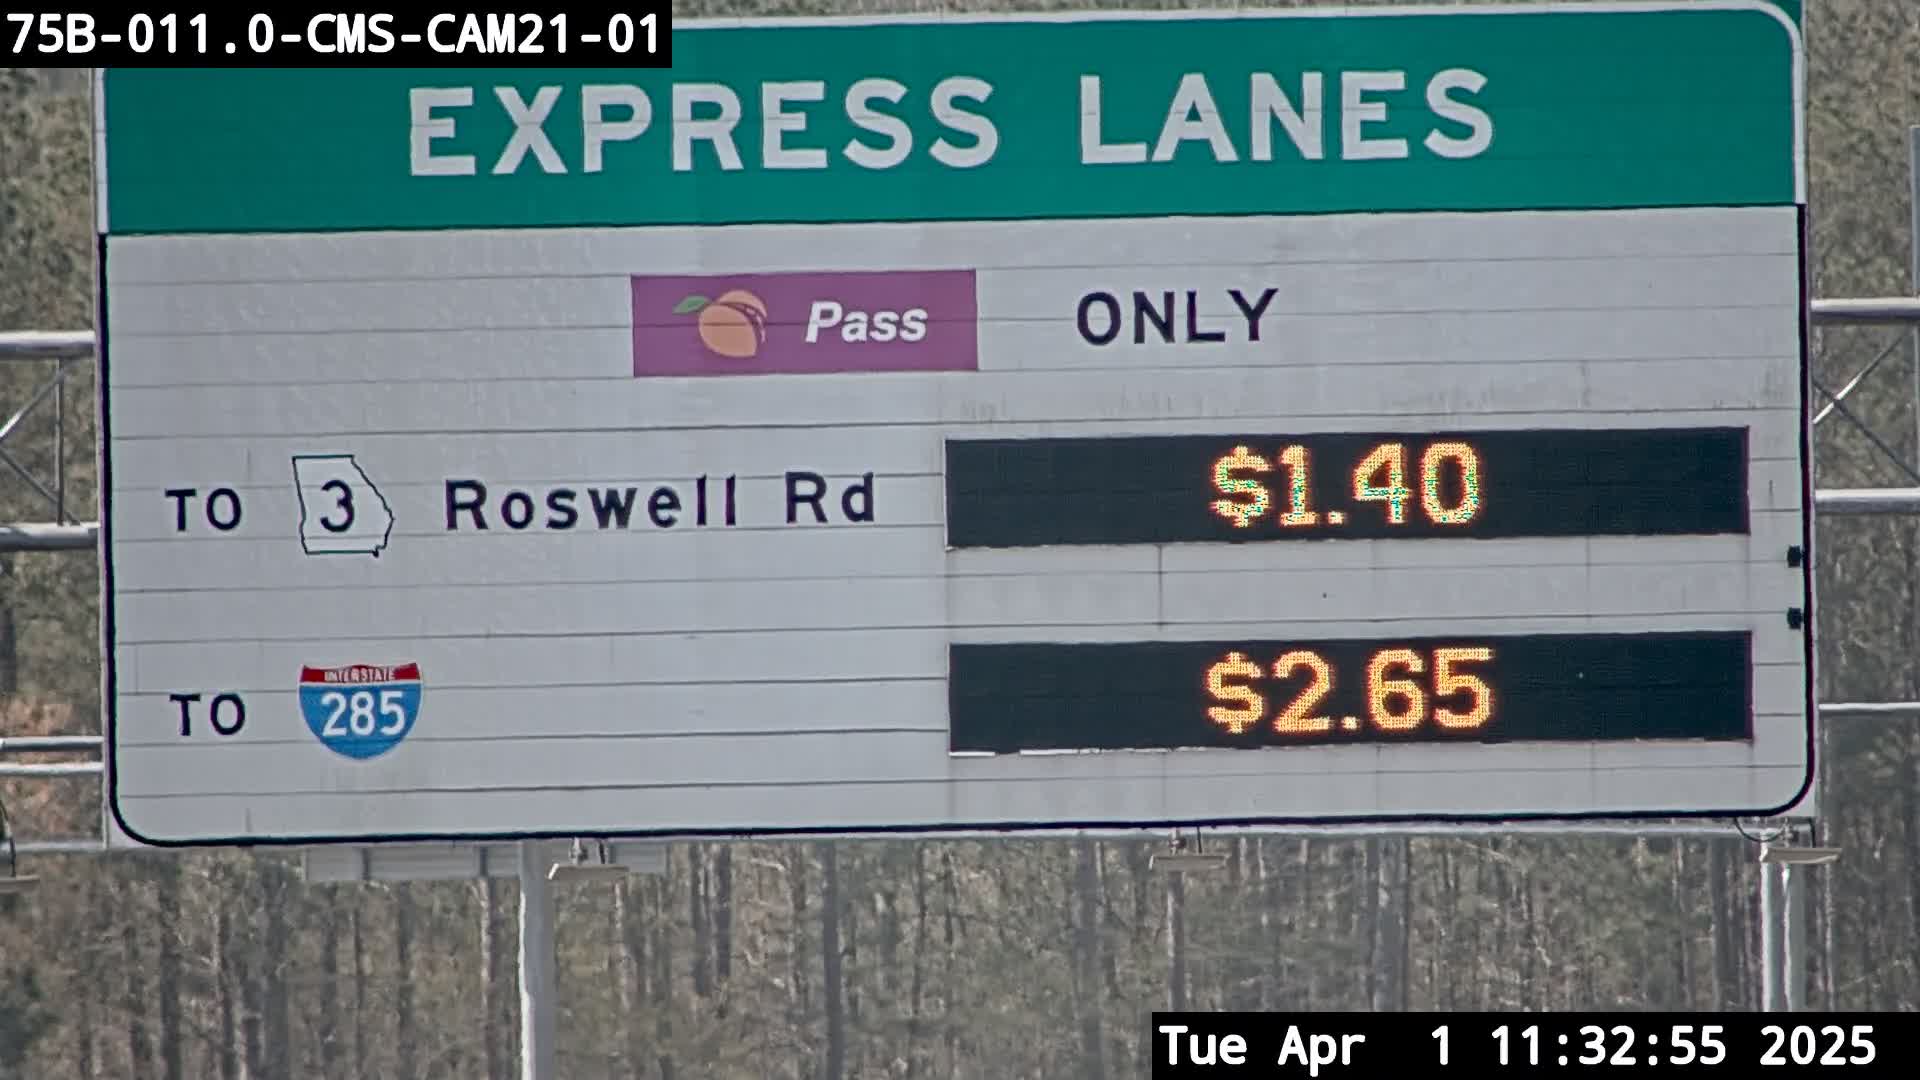 75B-011.0-CMS-CAM21-01
EXPRESS LANES
Pass ONLY
TO 3 Roswell Rd $1.40
INTERSTATE
TO 285 $2.65
Tue Apr 1 11:32:55 2025